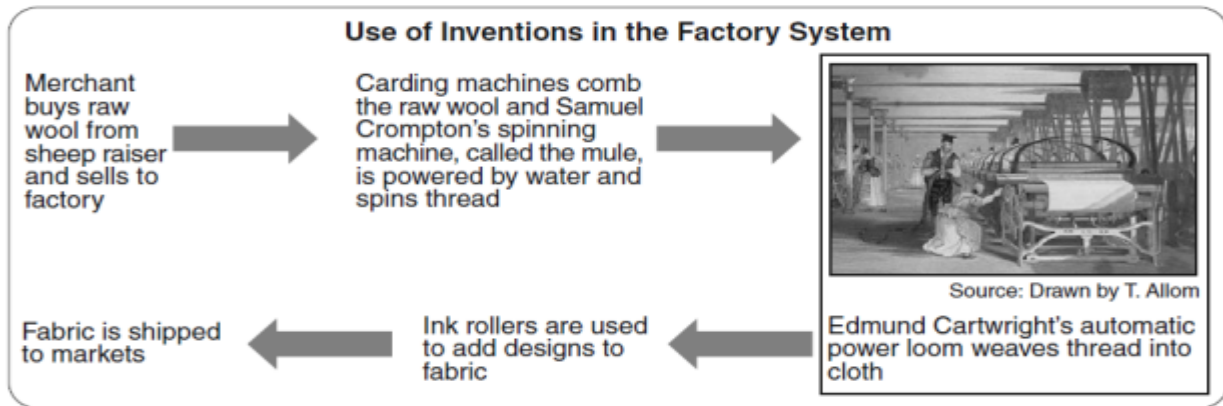 Use of Inventions in the Factory System
Merchant
buys raw
wool from
sheep raiser
and sells to
factory
Carding machines comb
the raw wool and Samuel
Crompton's spinning
machine, called the mule,
is powered by water and
spins thread
Source: Drawn by T. Allom
Edmund Cartwright's automatic
power loom weaves thread into
cloth
Ink rollers are used
to add designs to
fabric
Fabric is shipped
to markets